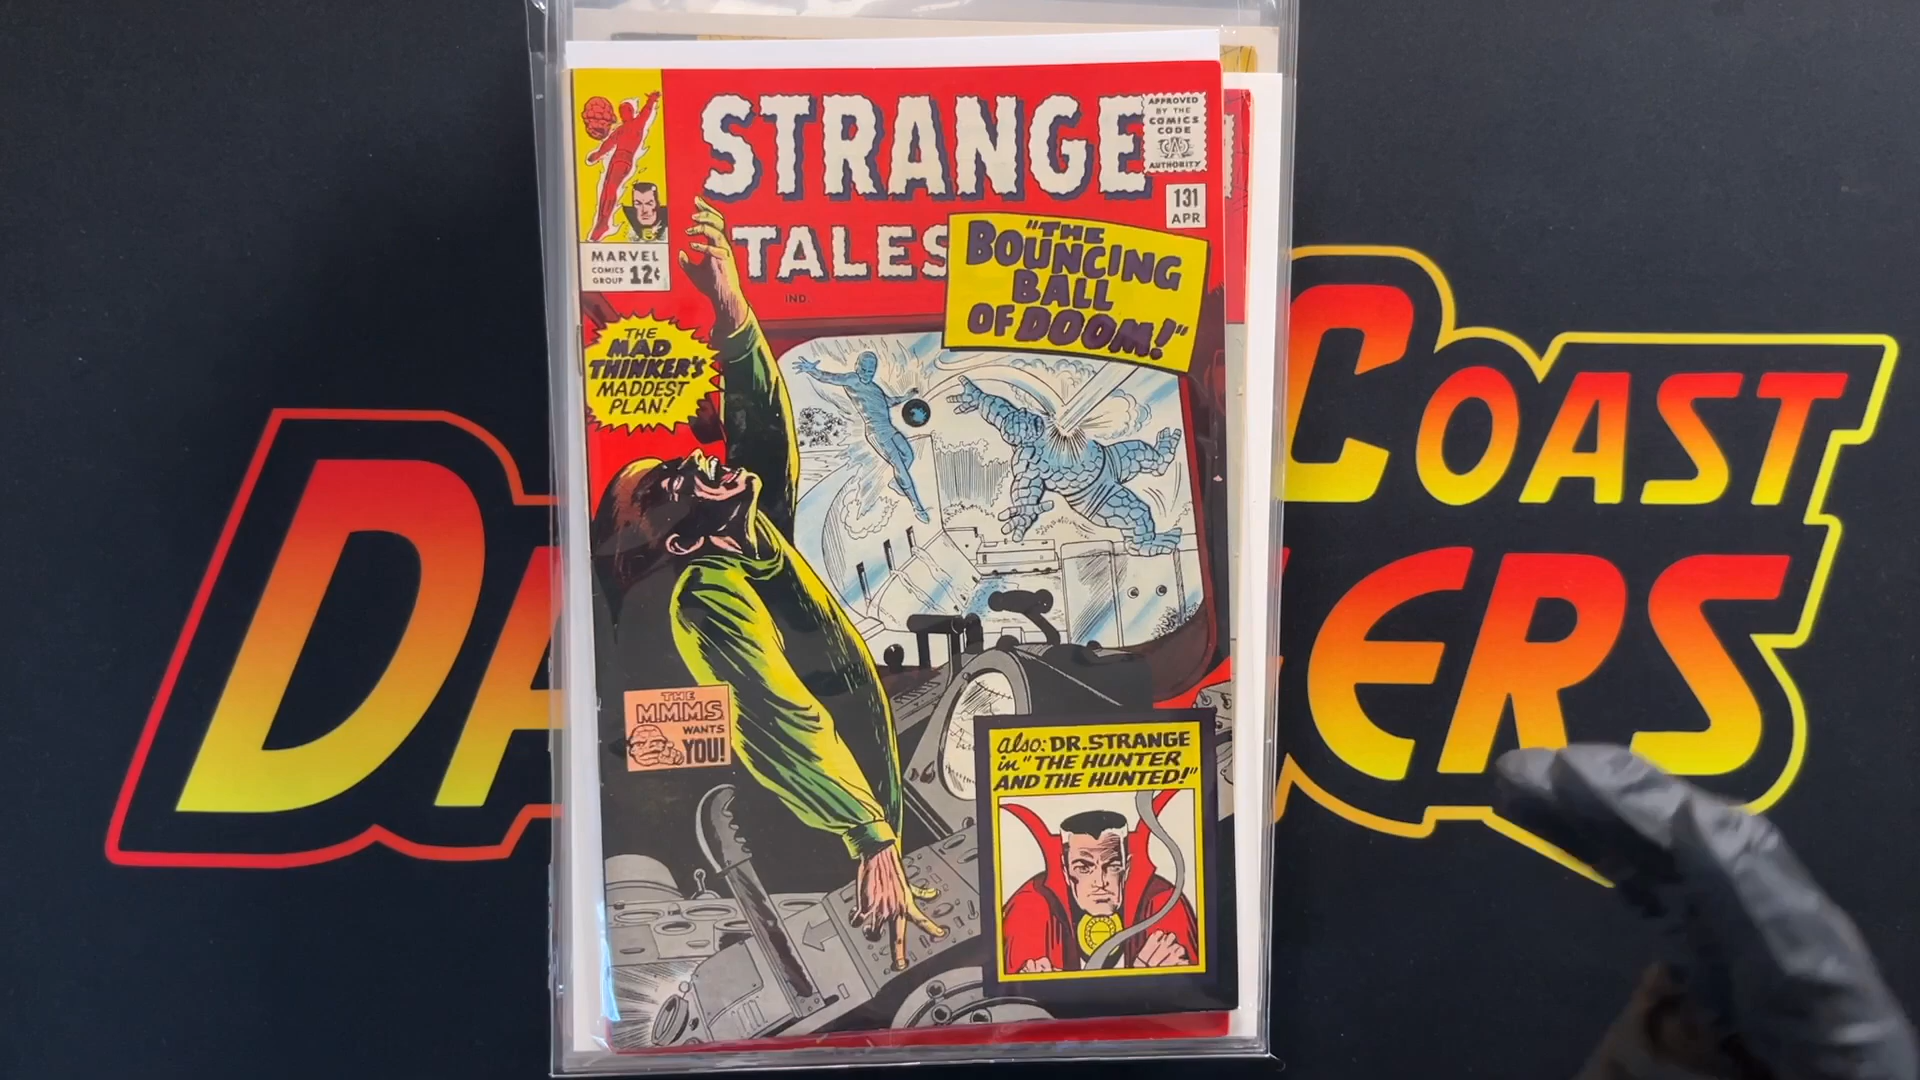 STRANGE
TALES
IND.
APPROVED
BY THE
COMICS
CODE
CA
AUTHORITY
131
APR
MARVEL
COMICS
GROUP 12¢
"THE
BOUNCING
BALL
OF DOOM!"
THE
MAD
THINKER'S
MADDEST
PLAN!
THE
M.M.M.S
WANTS
YOU!
also: DR. STRANGE
in "THE HUNTER
AND THE HUNTED!"
COAST